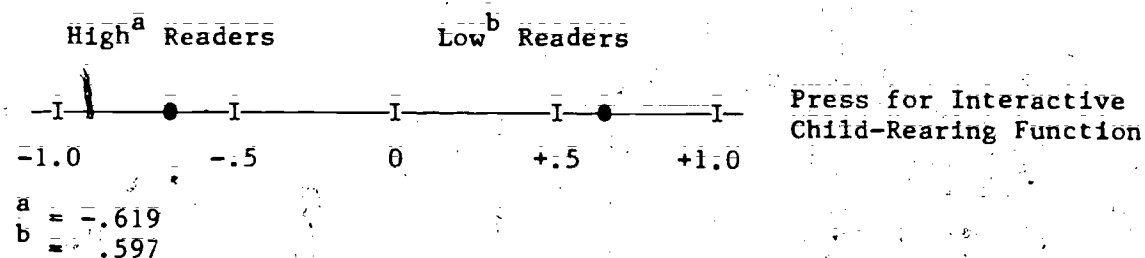 High^a Readers Low^b Readers
Press for Interactive
Child-Rearing Function
-1.0 -.5 0 +.5 +1.0
a = -.619
b = .597